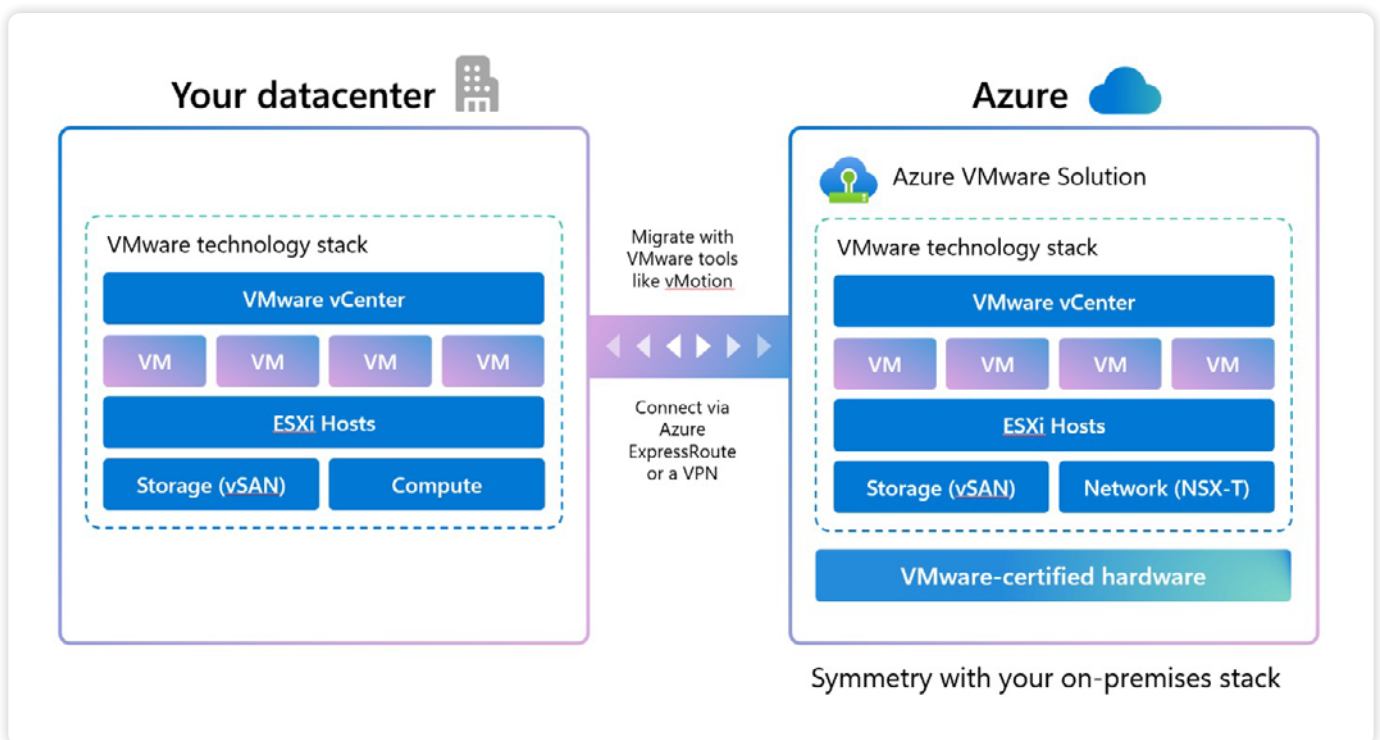 Your datacenter
VMware technology stack
VMware vCenter
VM VM VM VM
ESXi Hosts
Storage (vSAN) Compute
Migrate with
VMware tools
like vMotion
Connect via
Azure
ExpressRoute
or a VPN
Azure
Azure VMware Solution
VMware technology stack
VMware vCenter
VM VM VM VM
ESXi Hosts
Storage (vSAN) Network (NSX-T)
VMware-certified hardware
Symmetry with your on-premises stack